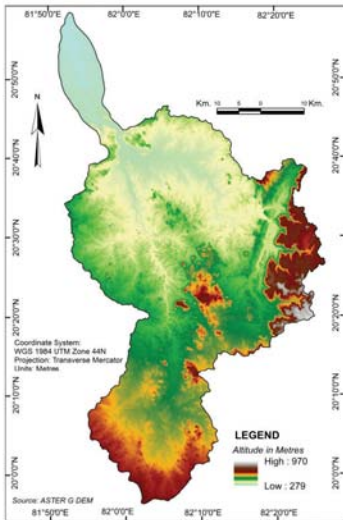 81°50'0"E 82°0'0"E 82°10'0"E 82°20'0"E
N
Km. 10 5 0 10 Km.
20°50'0"N
20°40'0"N
20°30'0"N
20°20'0"N
20°10'0"N
20°0'0"N
20°50'0"N
20°40'0"N
20°30'0"N
20°20'0"N
20°10'0"N
20°0'0"N
Coordinate System:
WGS 1984 UTM Zone 44N
Projection: Transverse Mercator
Units: Metres
LEGEND
Altitude in Metres
High : 970
Low : 279
Source: ASTER G DEM
81°50'0"E 82°0'0"E 82°10'0"E 82°20'0"E